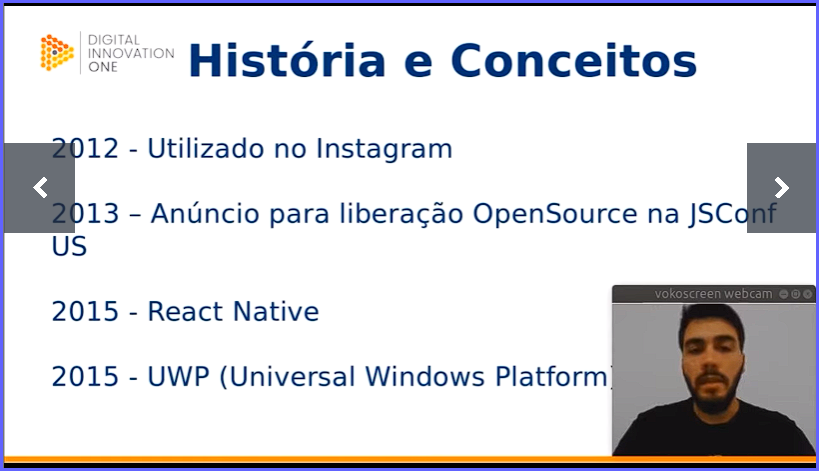 DIGITAL
INNOVATION
ONE
História e Conceitos
2012 - Utilizado no Instagram
2013 – Anúncio para liberação OpenSource na JSConf
US
2015 - React Native
2015 - UWP (Universal Windows Platform)
vokoscreen webcam